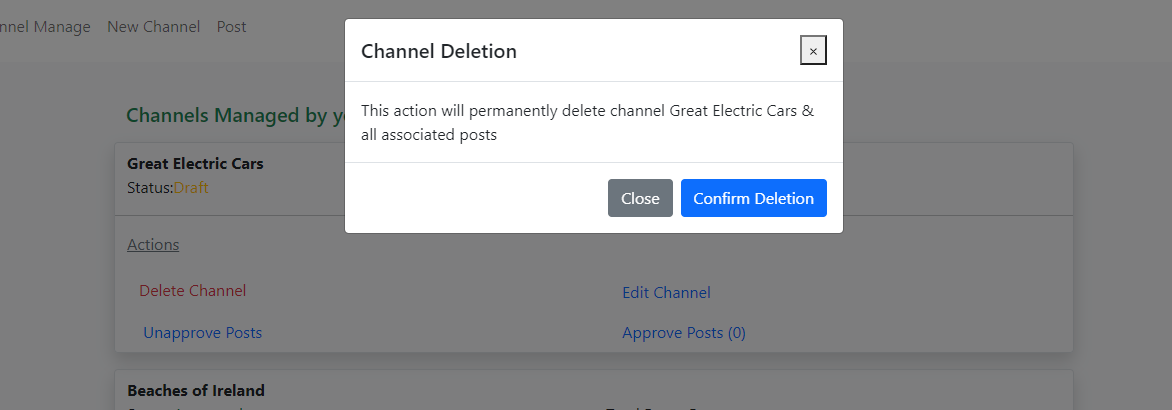 nnel Manage New Channel Post
Channel Deletion ×
This action will permanently delete channel Great Electric Cars &
all associated posts
Close Confirm Deletion
Channels Managed by y
Great Electric Cars
Status:Draft
Actions
Delete Channel Edit Channel
Unapprove Posts Approve Posts (0)
Beaches of Ireland